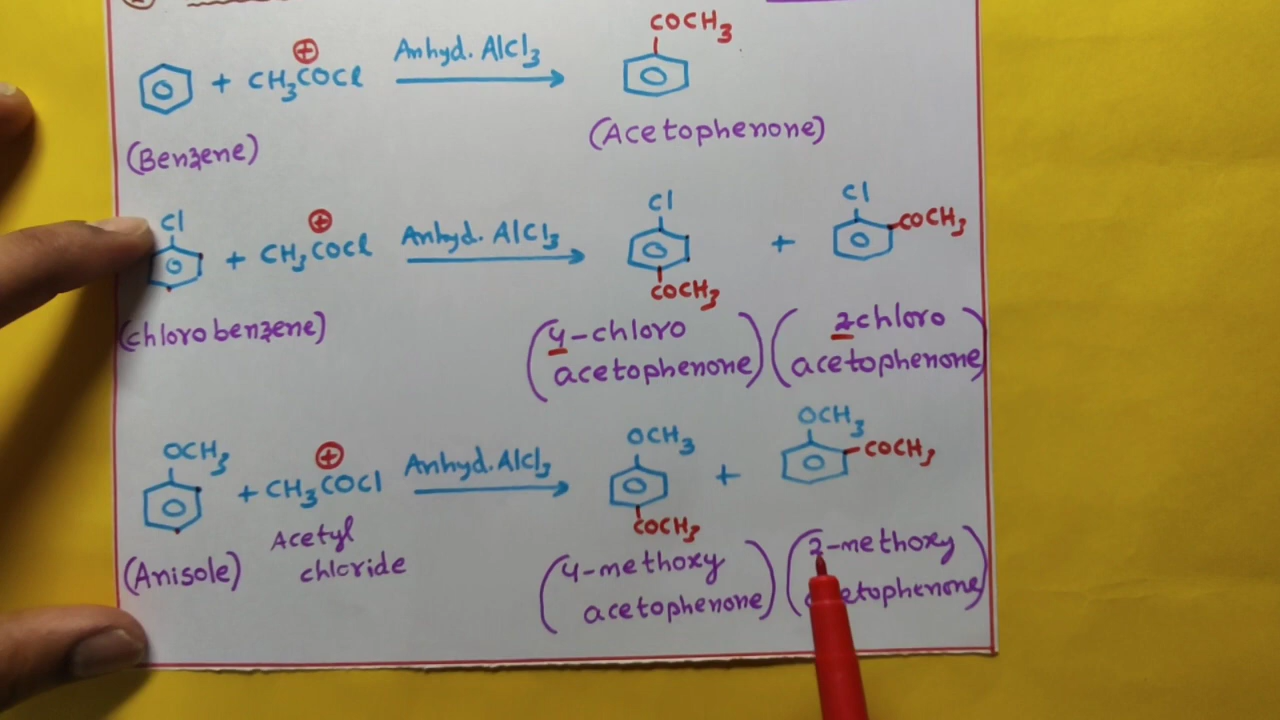 COCH3
+ CH3COCl Anhyd. AlCl3
(Benzene) (Acetophenone)
Cl Cl Cl
+ CH3COCl Anhyd. AlCl3 + COCH3
COCH3
(chlorobenzene) (4-chloro acetophenone) (2chloro acetophenone)
OCH3 OCH3 OCH3
+ CH3COCl Anhyd. AlCl3 + COCH3
COCH3
Acetyl
chloride
(Anisole) (4-methoxy acetophenone) (2-methoxy acetophenone)